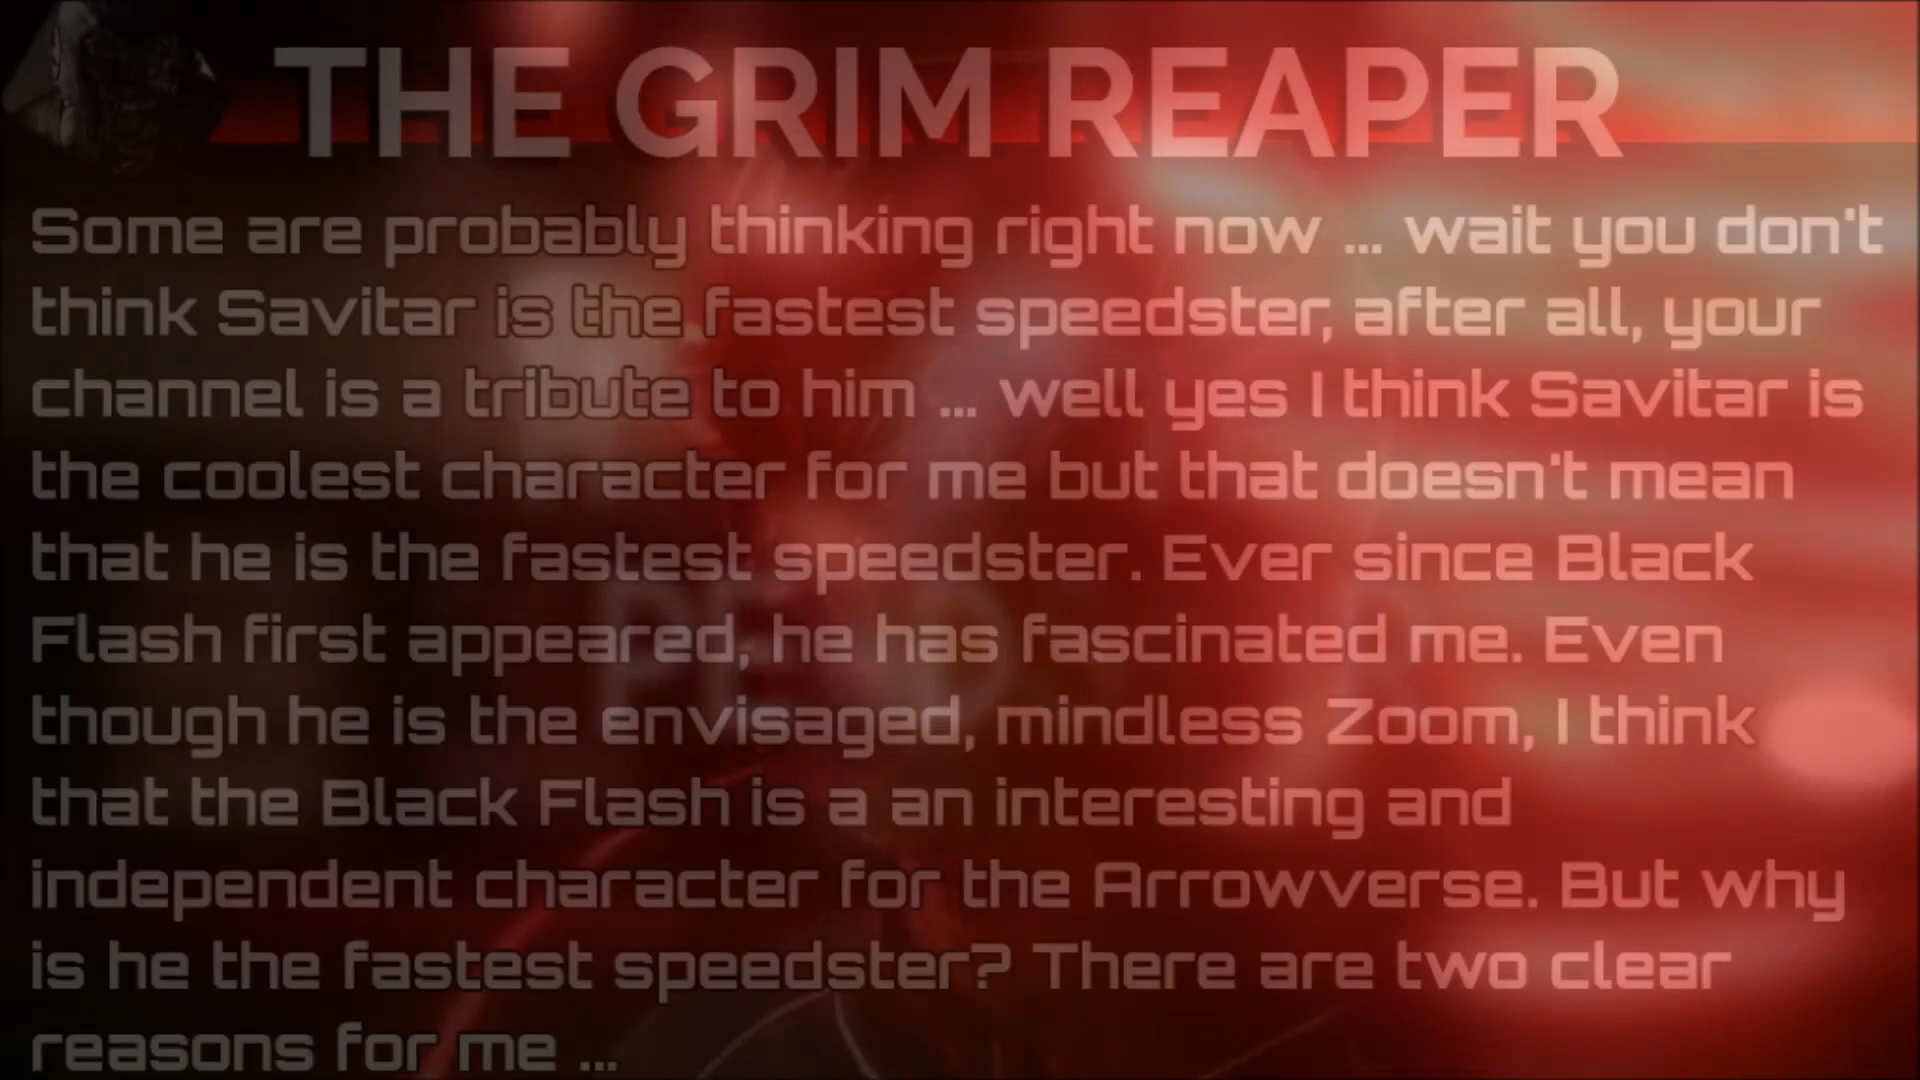 THE GRIM REAPER
Some are probably thinking right now ... wait you don't
think Savitar is the fastest speedster, after all, your
channel is a tribute to him ... well yes I think Savitar is
the coolest character for me but that doesn't mean
that he is the fastest speedster. Ever since Black
Flash first appeared, he has fascinated me. Even
though he is the envisaged, mindless Zoom, I think
that the Black Flash is a an interesting and
independent character for the Arrowverse. But why
is he the fastest speedster? There are two clear
reasons for me ...